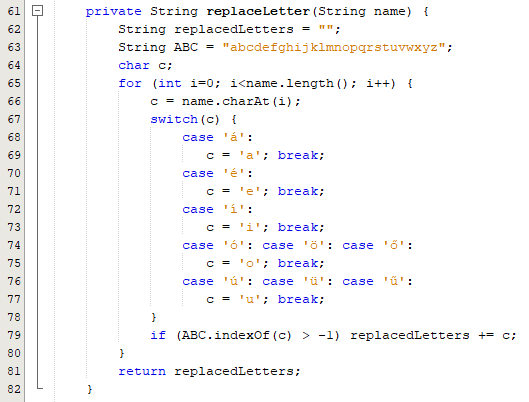 61 private String replaceLetter(String name) {
62 String replacedLetters = "";
63 String ABC = "abcdefghijklmnopqrstuvwxyz";
64 char c;
65 for (int i=0; i<name.length(); i++) {
66 c = name.charAt(i);
67 switch(c) {
68 case 'á':
69 c = 'a'; break;
70 case 'é':
71 c = 'e'; break;
72 case 'í':
73 c = 'i'; break;
74 case 'ó': case 'ö': case 'ő':
75 c = 'o'; break;
76 case 'ú': case 'ü': case 'ű':
77 c = 'u'; break;
78 }
79 if (ABC.indexOf(c) > -1) replacedLetters += c;
80 }
81 return replacedLetters;
82 }